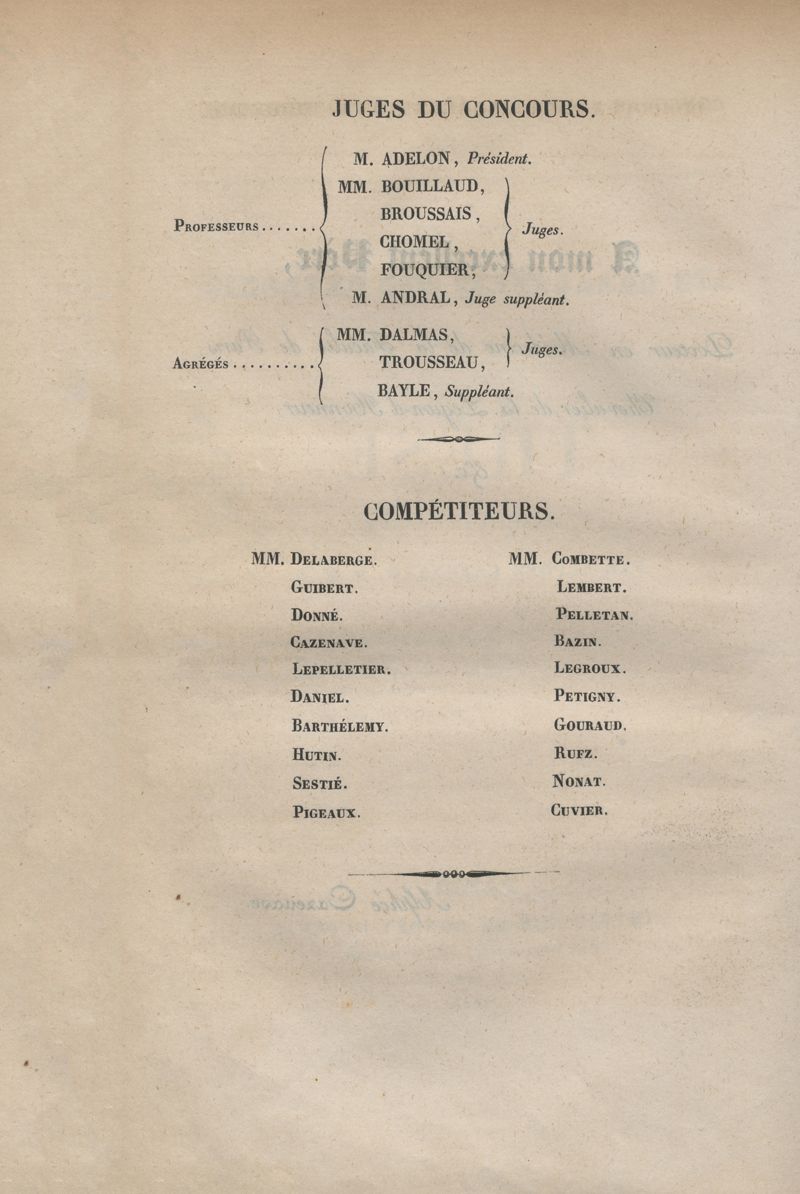 JUGES DU CONCOURS.
M. ADELON, Président.
MM. BOUILLAUD,
BROUSSAIS,
PROFESSEURS.......
Juges.
CHOMEL,
FOUQUIER,
M. ANDRAL, Juge suppléant.
MM. DALMAS,
Juges.
AGRÉGÉS..........
TROUSSEAU,
BAYLE, Suppléant.
COMPÉTITEURS.
MM. DELABERGE. MM. COMBETTE.
GUIBERT. LEMBERT.
DONNÉ. PELLETAN.
CAZENAVE. BAZIN.
LEPELLETIER. LEGROUX.
DANIEL. PETIGNY.
BARTHÉLEMY. GOURAUD.
HUTIN. RUFZ.
SESTIÉ. NONAT.
PIGEAUX. CUVIER.